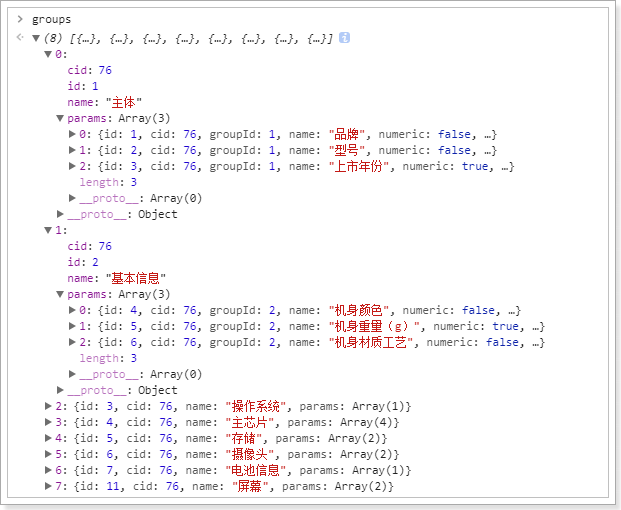 > groups
(8) [{…}, {…}, {…}, {…}, {…}, {…}, {…}, {…}] i
0:
cid: 76
id: 1
name: "主体"
params: Array(3)
0: {id: 1, cid: 76, groupId: 1, name: "品牌", numeric: false, …}
1: {id: 2, cid: 76, groupId: 1, name: "型号", numeric: false, …}
2: {id: 3, cid: 76, groupId: 1, name: "上市年份", numeric: true, …}
length: 3
__proto__: Array(0)
__proto__: Object
1:
cid: 76
id: 2
name: "基本信息"
params: Array(3)
0: {id: 4, cid: 76, groupId: 2, name: "机身颜色", numeric: false, …}
1: {id: 5, cid: 76, groupId: 2, name: "机身重量（g）", numeric: true, …}
2: {id: 6, cid: 76, groupId: 2, name: "机身材质工艺", numeric: false, …}
length: 3
__proto__: Array(0)
__proto__: Object
2: {id: 3, cid: 76, name: "操作系统", params: Array(1)}
3: {id: 4, cid: 76, name: "主芯片", params: Array(4)}
4: {id: 5, cid: 76, name: "存储", params: Array(2)}
5: {id: 6, cid: 76, name: "摄像头", params: Array(2)}
6: {id: 7, cid: 76, name: "电池信息", params: Array(1)}
7: {id: 11, cid: 76, name: "屏幕", params: Array(2)}